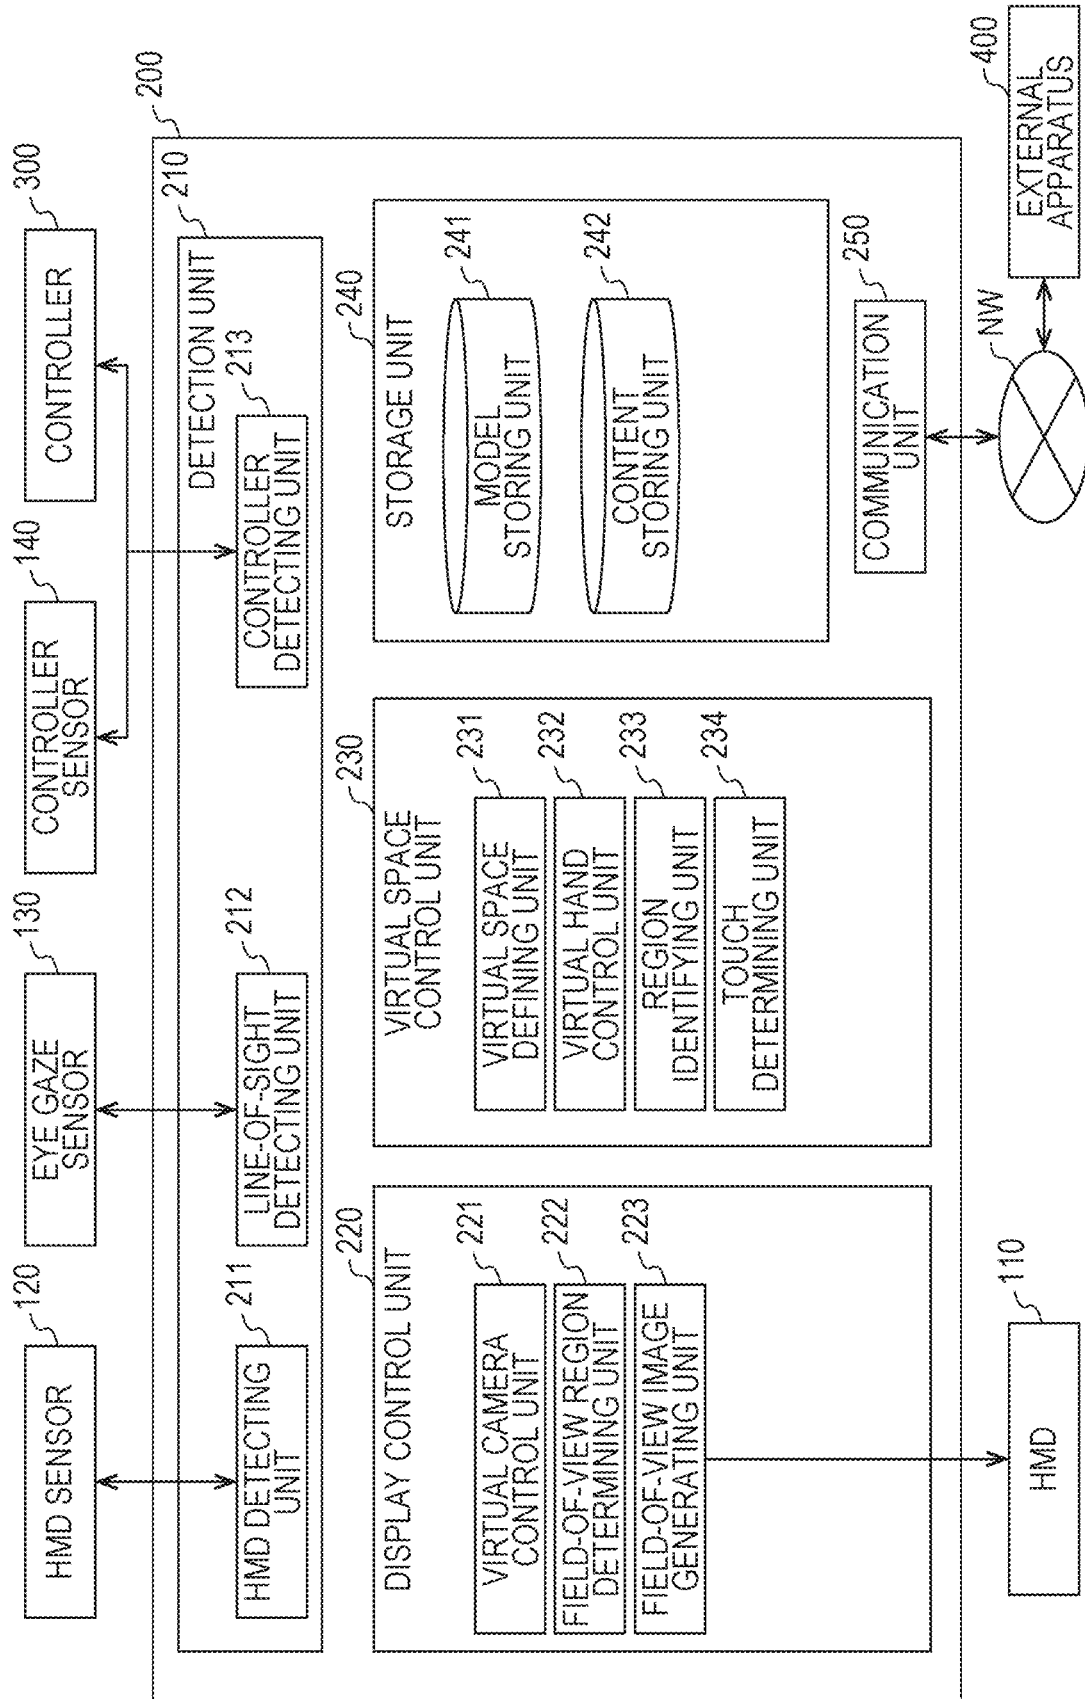 120
HMD SENSOR
130
EYE GAZE
SENSOR
140
CONTROLLER
SENSOR
300
CONTROLLER
200
210
DETECTION UNIT
211
HMD DETECTING
UNIT
212
LINE-OF-SIGHT
DETECTING UNIT
213
CONTROLLER
DETECTING UNIT
220
DISPLAY CONTROL UNIT
221
VIRTUAL CAMERA
CONTROL UNIT
222
FIELD-OF-VIEW REGION
DETERMINING UNIT
223
FIELD-OF-VIEW IMAGE
GENERATING UNIT
230
VIRTUAL SPACE
CONTROL UNIT
231
VIRTUAL SPACE
DEFINING UNIT
232
VIRTUAL HAND
CONTROL UNIT
233
REGION
IDENTIFYING UNIT
234
TOUCH
DETERMINING UNIT
240
STORAGE UNIT
241
MODEL
STORING UNIT
242
CONTENT
STORING UNIT
250
COMMUNICATION
UNIT
110
HMD
NW
400
EXTERNAL
APPARATUS